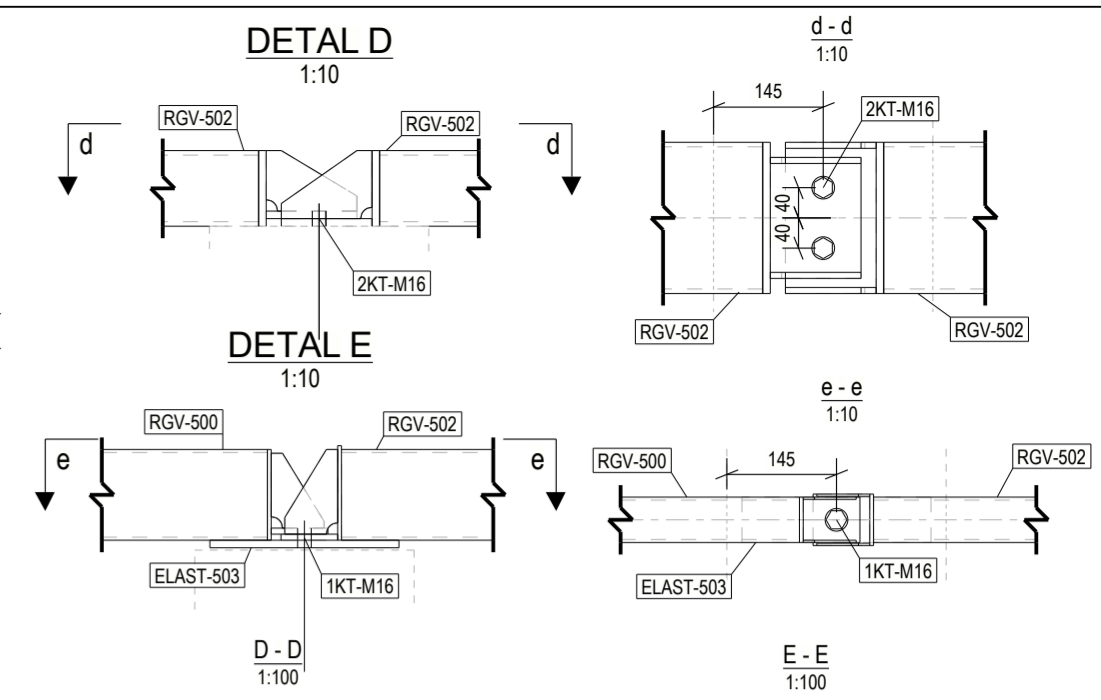 DETAL D
1:10
RGV-502
RGV-502
d
d
2KT-M16
d - d
1:10
145
2KT-M16
40
40
RGV-502
RGV-502
DETAL E
1:10
RGV-500
RGV-502
e
e
ELAST-503
1KT-M16
e - e
1:10
RGV-500
145
RGV-502
ELAST-503
1KT-M16
D - D
1:100
E - E
1:100